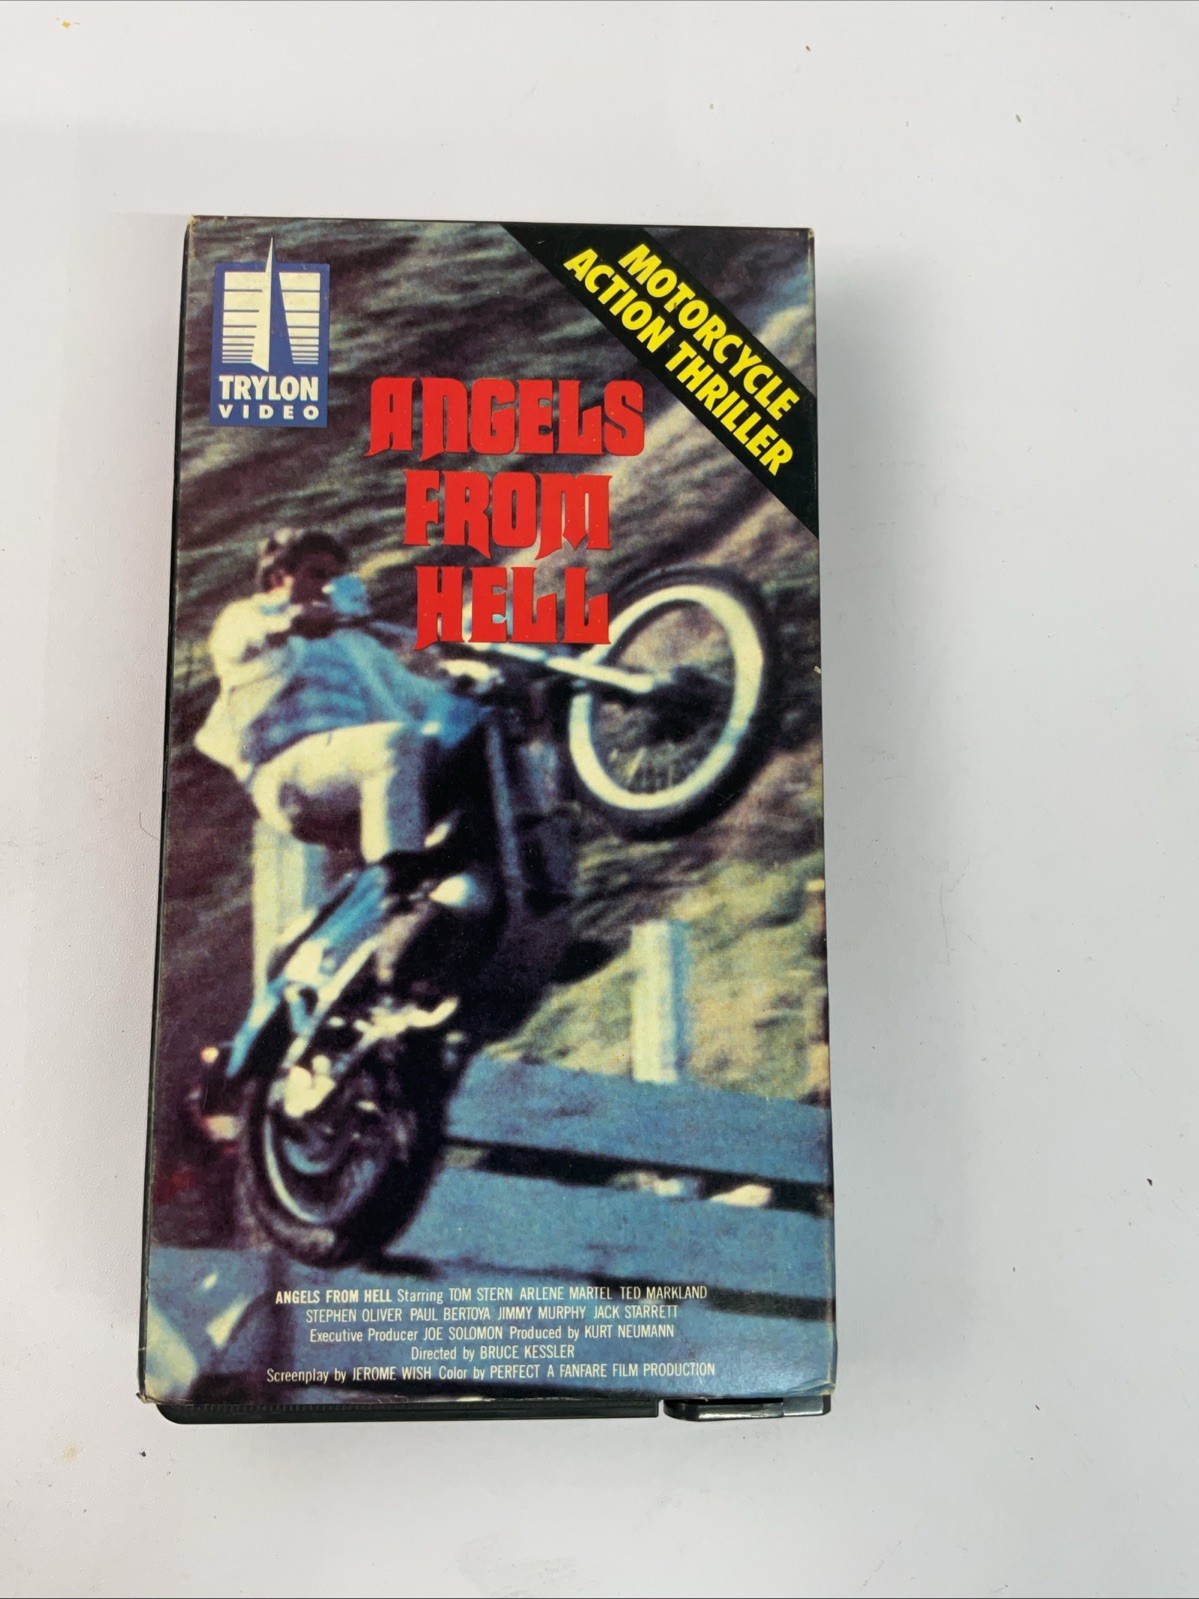 TRYLON
VIDEO
MOTORCYCLE
ACTION THRILLER
ANGELS
FROM
HELL
ANGELS FROM HELL Starring TOM STERN ARLENE MARTEL TED MARKLAND
STEPHEN OLIVER PAUL BERTOYA JIMMY MURPHY JACK STARRETT
Executive Producer JOE SOLOMON Produced by KURT NEUMANN
Directed by BRUCE KESSLER
Screenplay by JEROME WISH Color by PERFECT A FANFARE FILM PRODUCTION